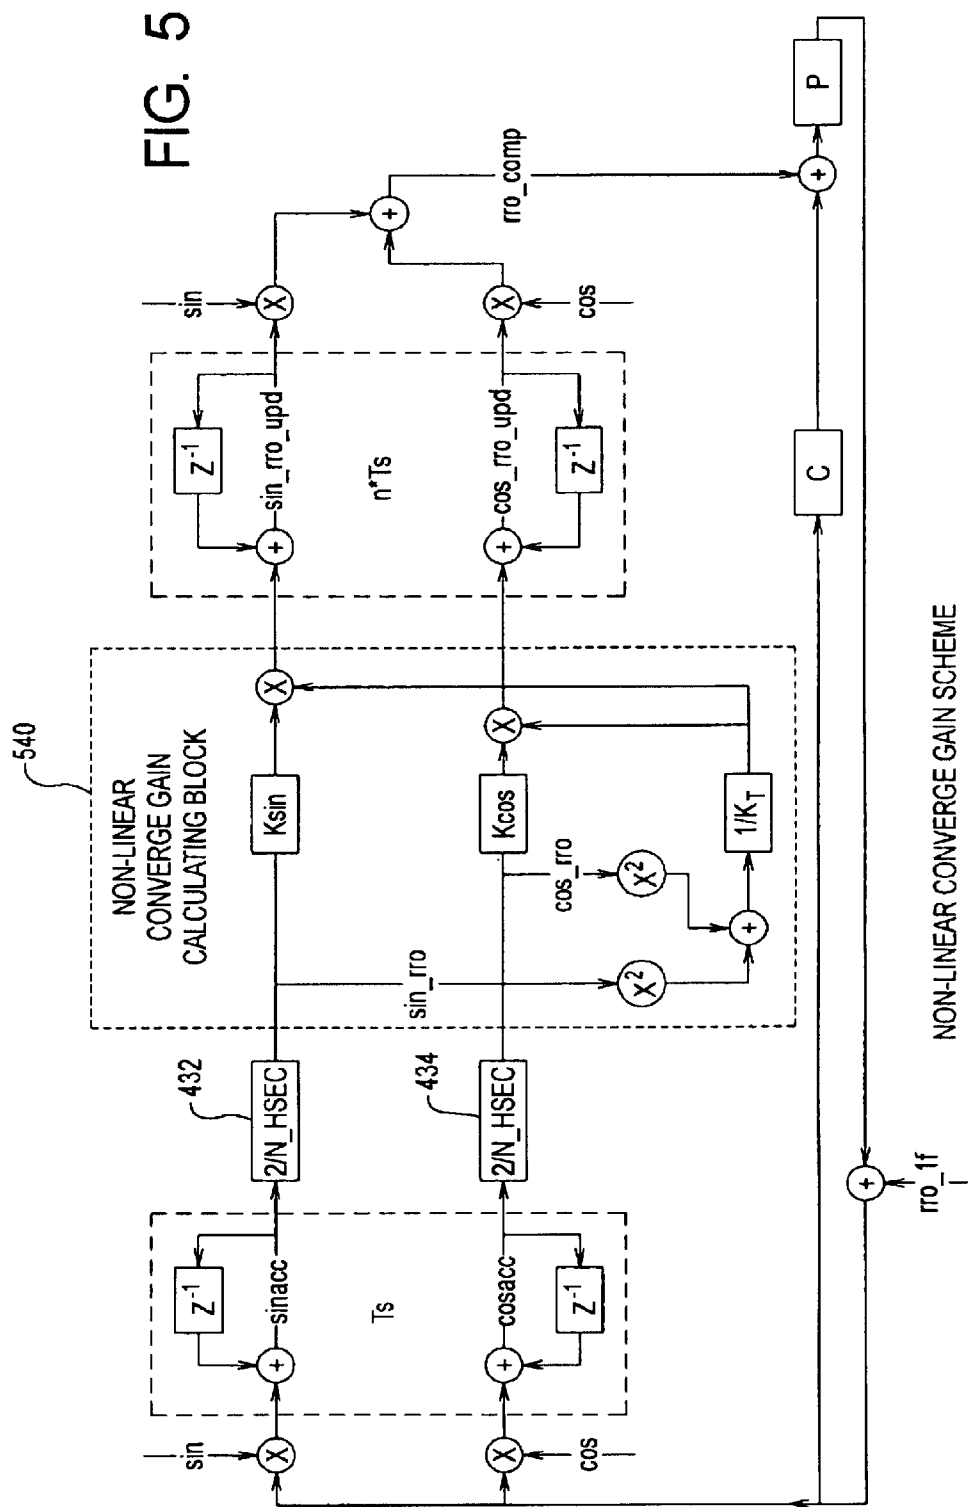 FIG. 5
540
NON-LINEAR
CONVERGE GAIN
CALCULATING BLOCK
sin
X
+
Z⁻¹
sinacc
Ts
432
2/N_HSEC
Ksin
X
+
Z⁻¹
sin_rro_upd
n*Ts
sin
X
+
rro_comp
cos
X
+
Z⁻¹
cosacc
434
2/N_HSEC
sin_rro
Kcos
X
cos_rro
X²
X²
+
1/K_T
+
Z⁻¹
cos_rro_upd
cos
X
C
+
P
+
rro_1f
NON-LINEAR CONVERGE GAIN SCHEME